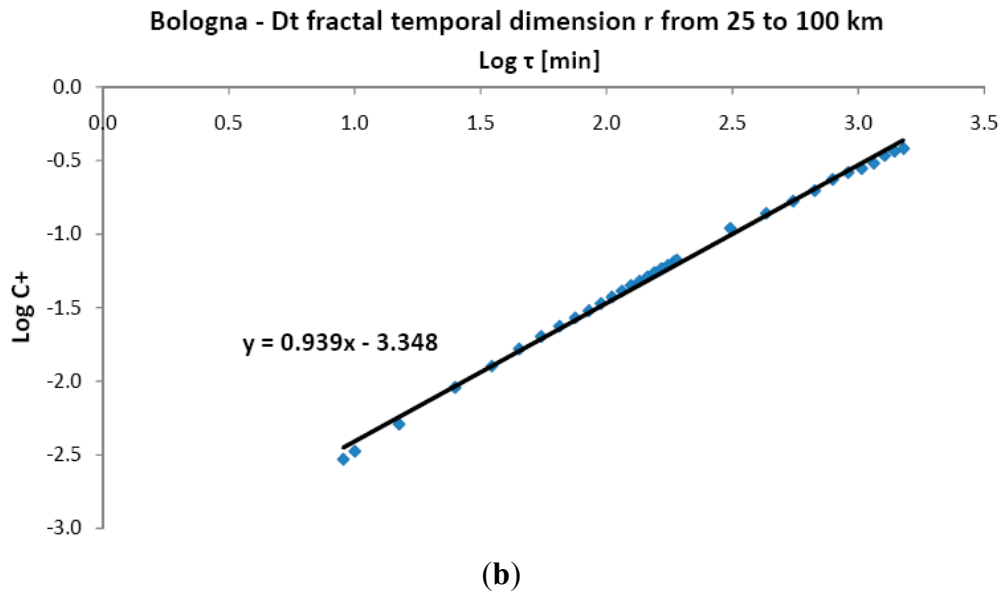 Bologna - Dt fractal temporal dimension r from 25 to 100 km
Log τ [min]
0.0
0.0 0.5 1.0 1.5 2.0 2.5 3.0 3.5
-0.5
-1.0
-1.5
-2.0
-2.5
-3.0
Log C+
y = 0.939x - 3.348
(b)